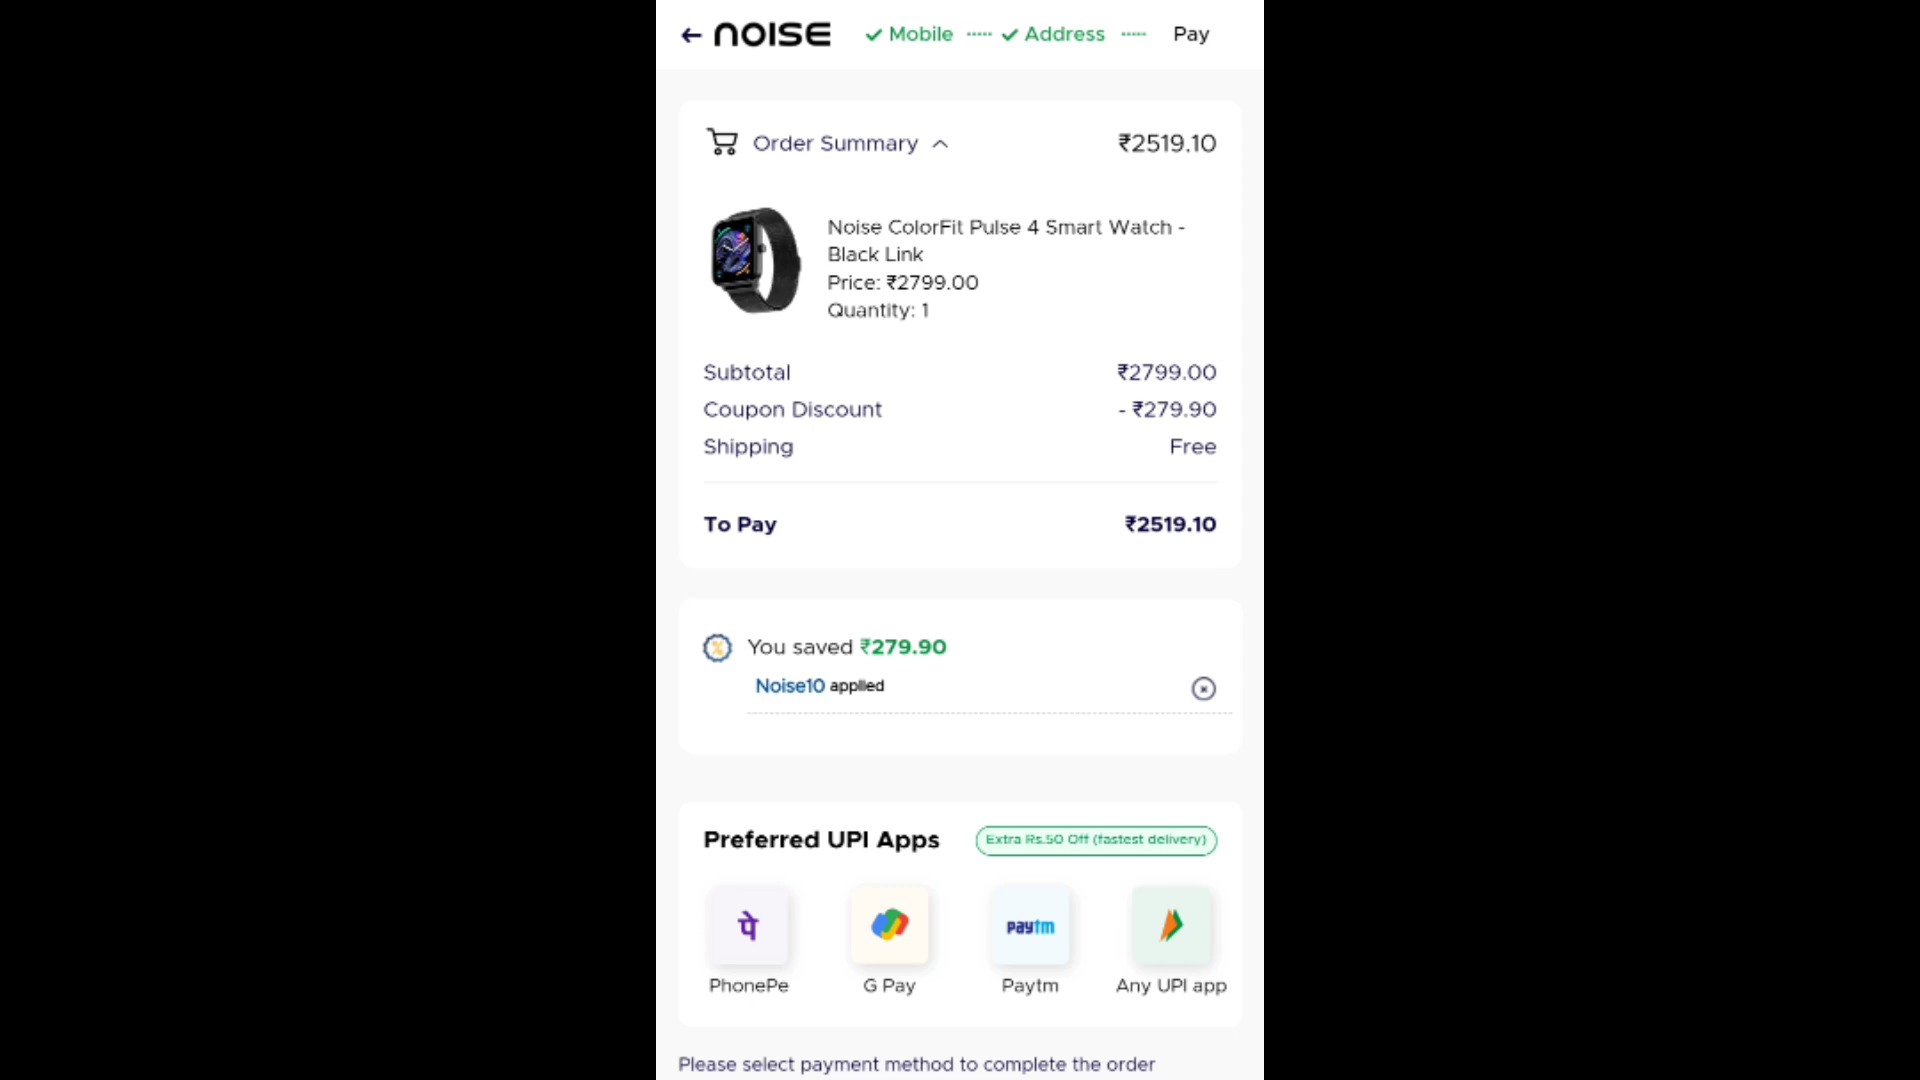 NOISE Mobile Address Pay
Order Summary ₹2519.10
Noise ColorFit Pulse 4 Smart Watch -
Black Link
Price: ₹2799.00
Quantity: 1
Subtotal ₹2799.00
Coupon Discount - ₹279.90
Shipping Free
To Pay ₹2519.10
You saved ₹279.90
Noise10 applied
Preferred UPI Apps Extra Rs.50 Off (fastest delivery)
पे paytm
PhonePe G Pay Paytm Any UPI app
Please select payment method to complete the order